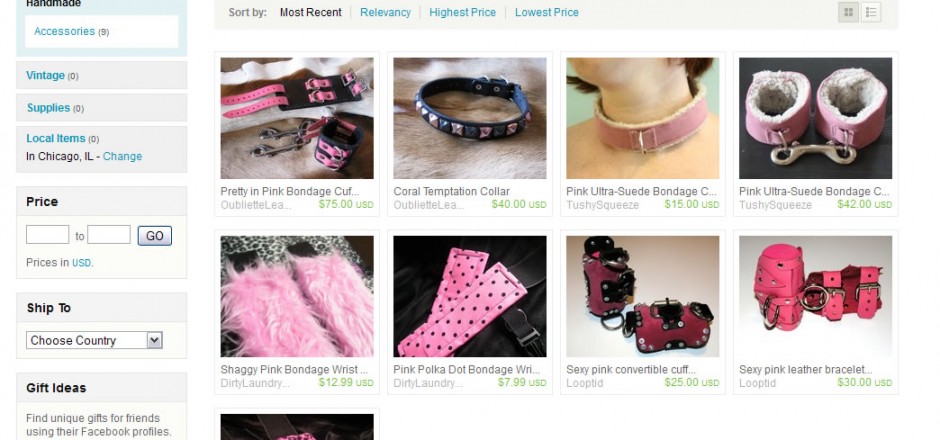 Handmade
Accessories (9)
Vintage (0)
Supplies (0)
Local Items (0)
In Chicago, IL - Change
Price
to GO
Prices in USD.
Ship To
Choose Country
Gift Ideas
Find unique gifts for friends
using their Facebook profiles.
Sort by: Most Recent Relevancy Highest Price Lowest Price
Pretty in Pink Bondage Cuf...
OublietteLea... $75.00 USD
Coral Temptation Collar
OublietteLea... $40.00 USD
Pink Ultra-Suede Bondage C...
TushySqueeze $15.00 USD
Pink Ultra-Suede Bondage C...
TushySqueeze $42.00 USD
Shaggy Pink Bondage Wrist ...
DirtyLaundry... $12.99 USD
Pink Polka Dot Bondage Wri...
DirtyLaundry... $7.99 USD
Sexy pink convertible cuff...
Looptid $25.00 USD
Sexy pink leather bracelet...
Looptid $30.00 USD